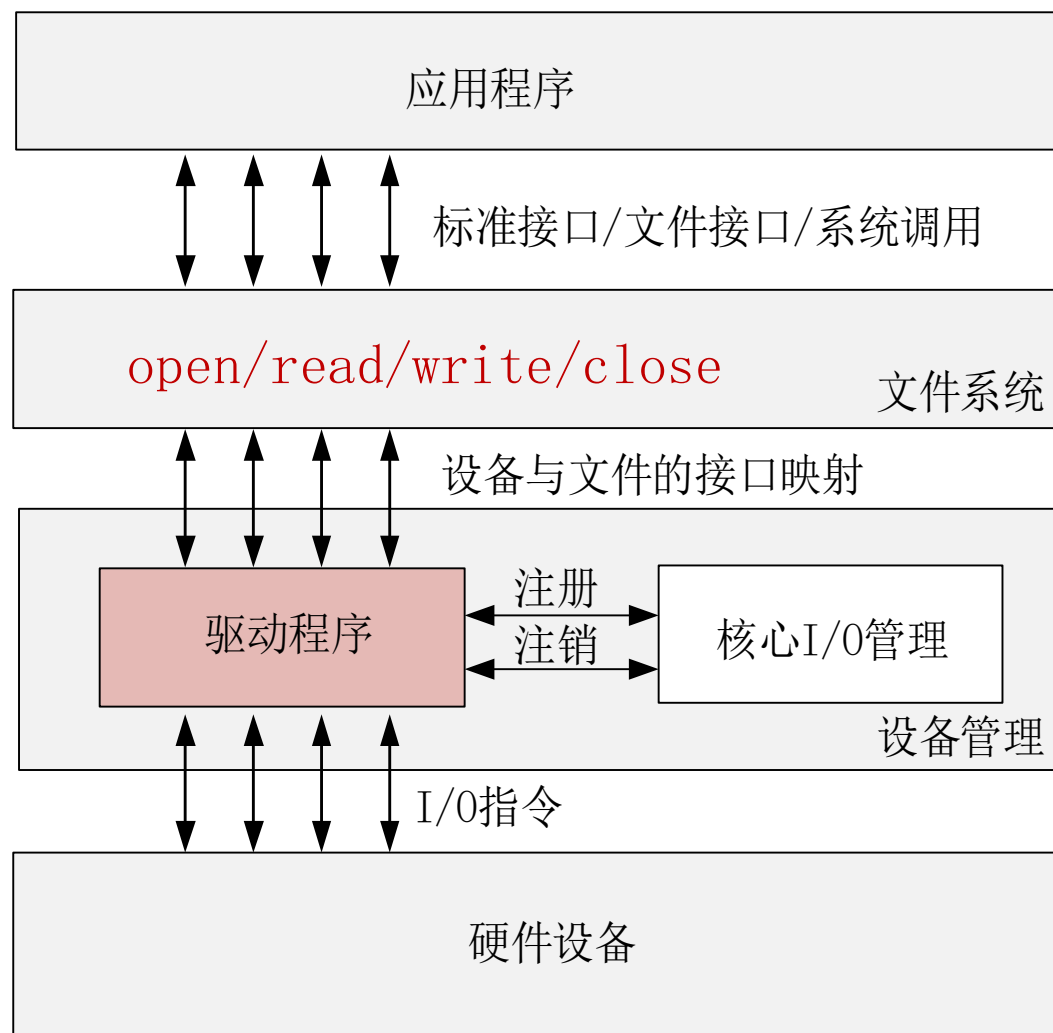 应用程序
标准接口/文件接口/系统调用
open/read/write/close
文件系统
设备与文件的接口映射
驱动程序
注册
注销
核心I/O管理
设备管理
I/O指令
硬件设备